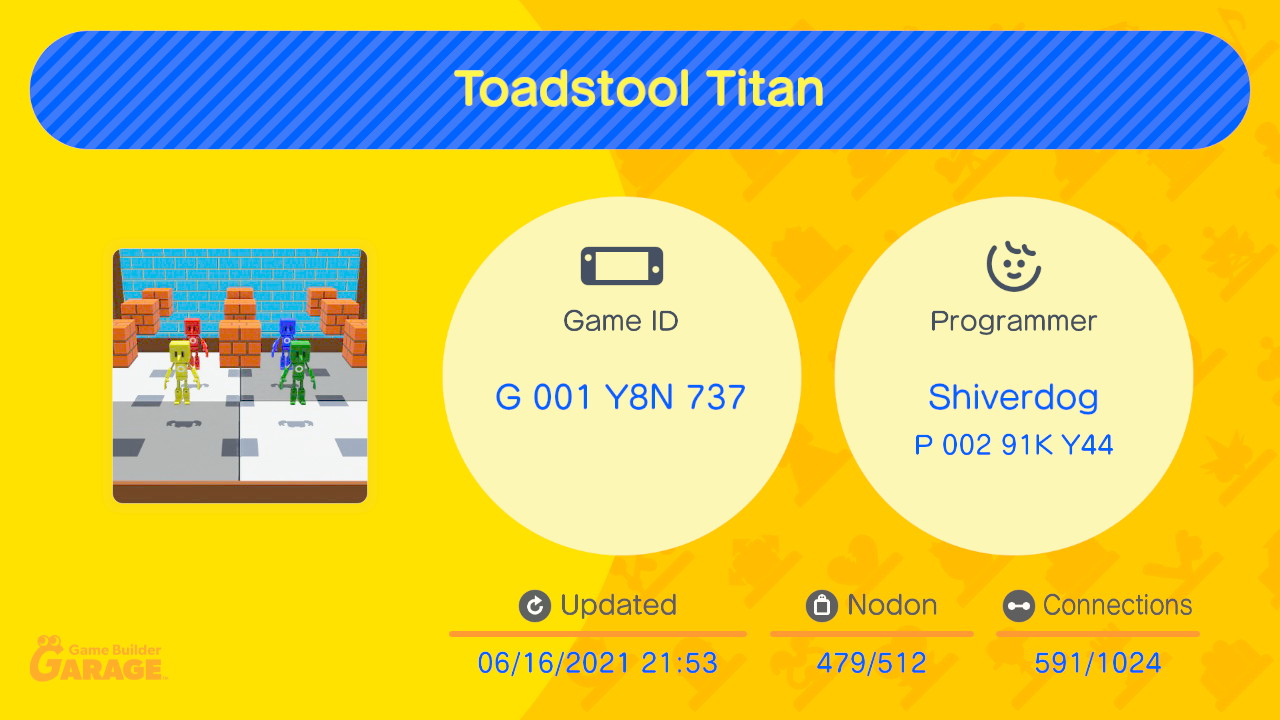 Toadstool Titan
Game ID
G 001 Y8N 737
Programmer
Shiverdog
P 002 91K Y44
Updated
06/16/2021 21:53
Nodon
479/512
Connections
591/1024
Game Builder
GARAGE